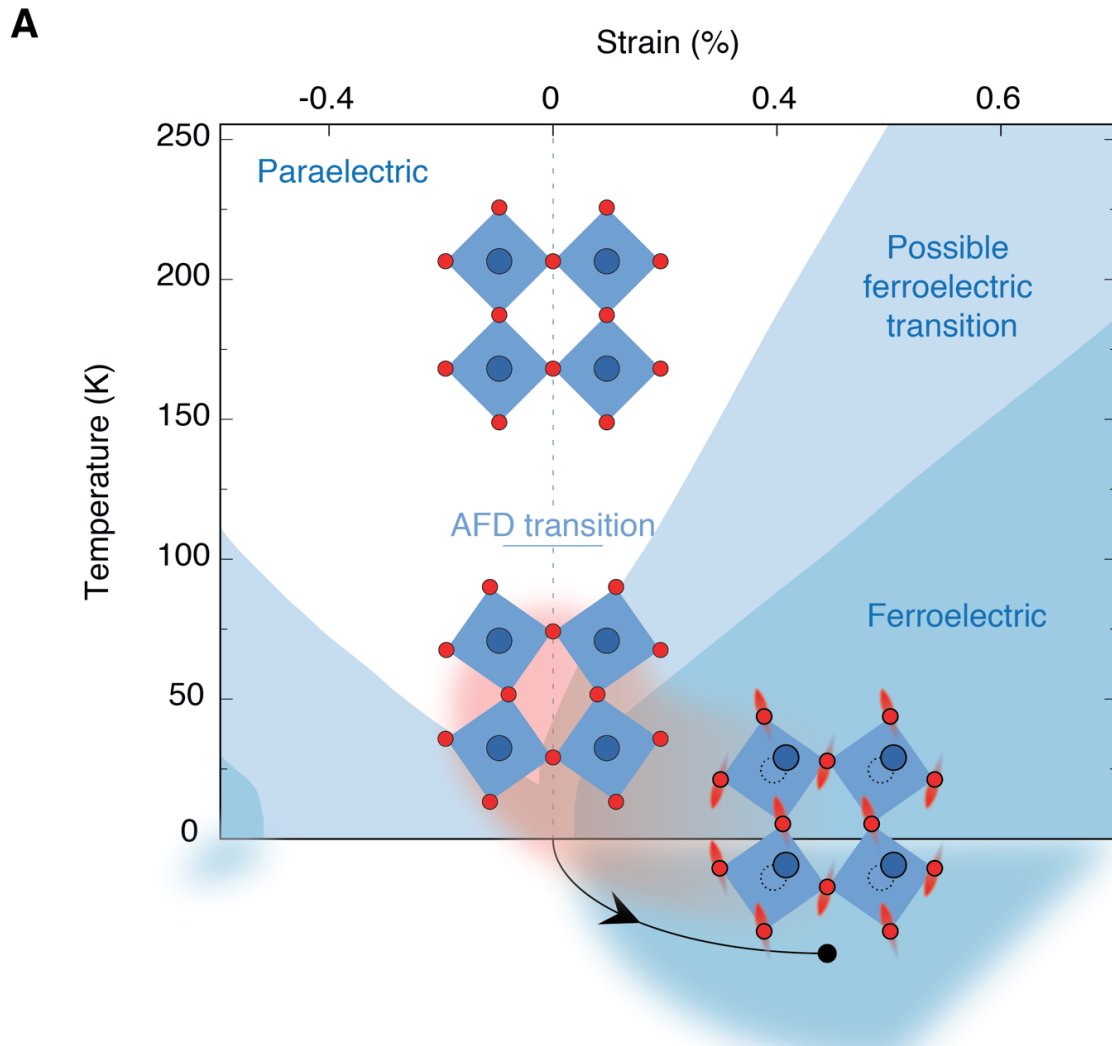 A
Strain (%)
-0.4 0 0.4 0.6
250
Paraelectric
200
Possible
ferroelectric
transition
150
AFD transition
100
Ferroelectric
50
0
Temperature (K)